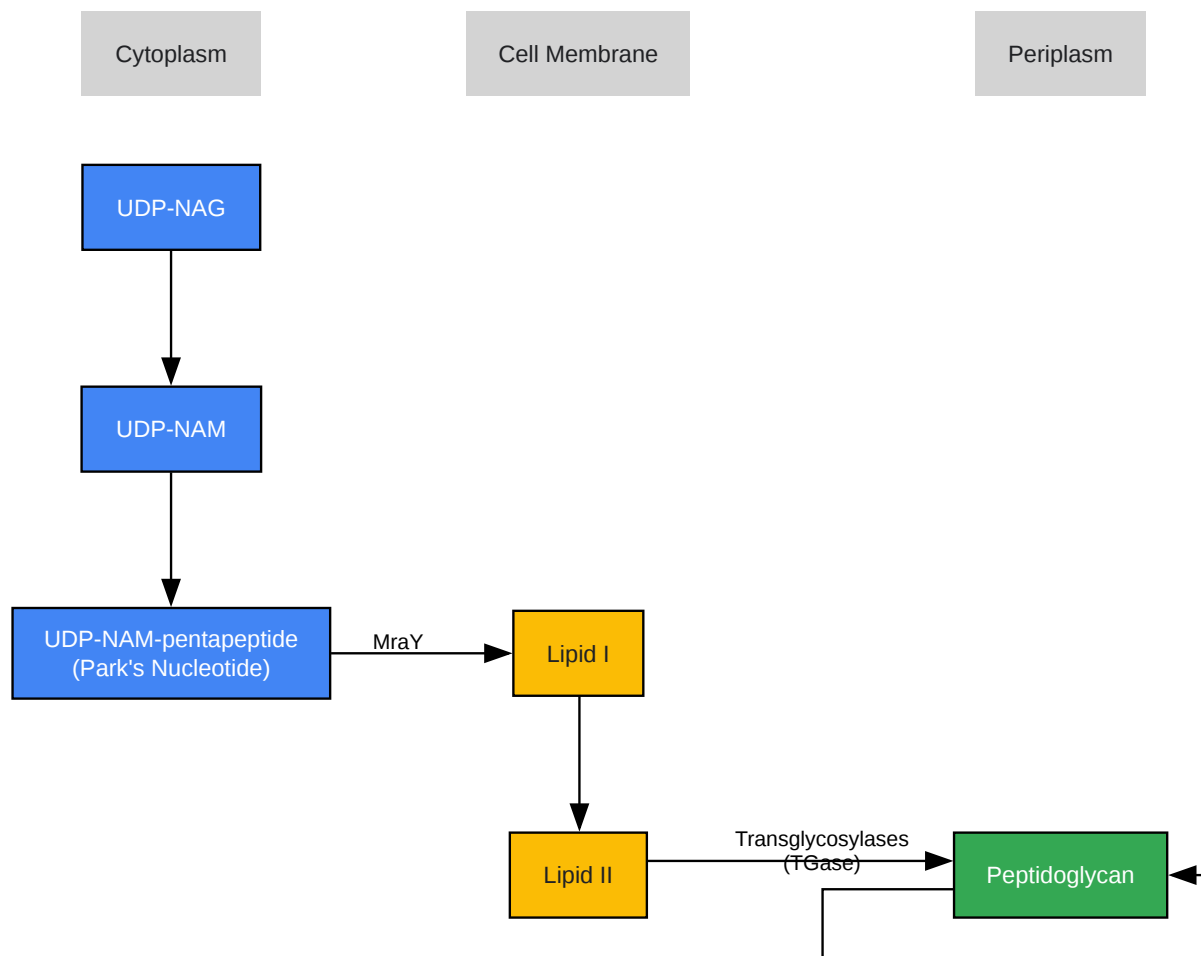 Cytoplasm
Cell Membrane
Periplasm
UDP-NAG
UDP-NAM
UDP-NAM-pentapeptide
(Park's Nucleotide)
MraY
Lipid I
Lipid II
Transglycosylases
(TGase)
Peptidoglycan